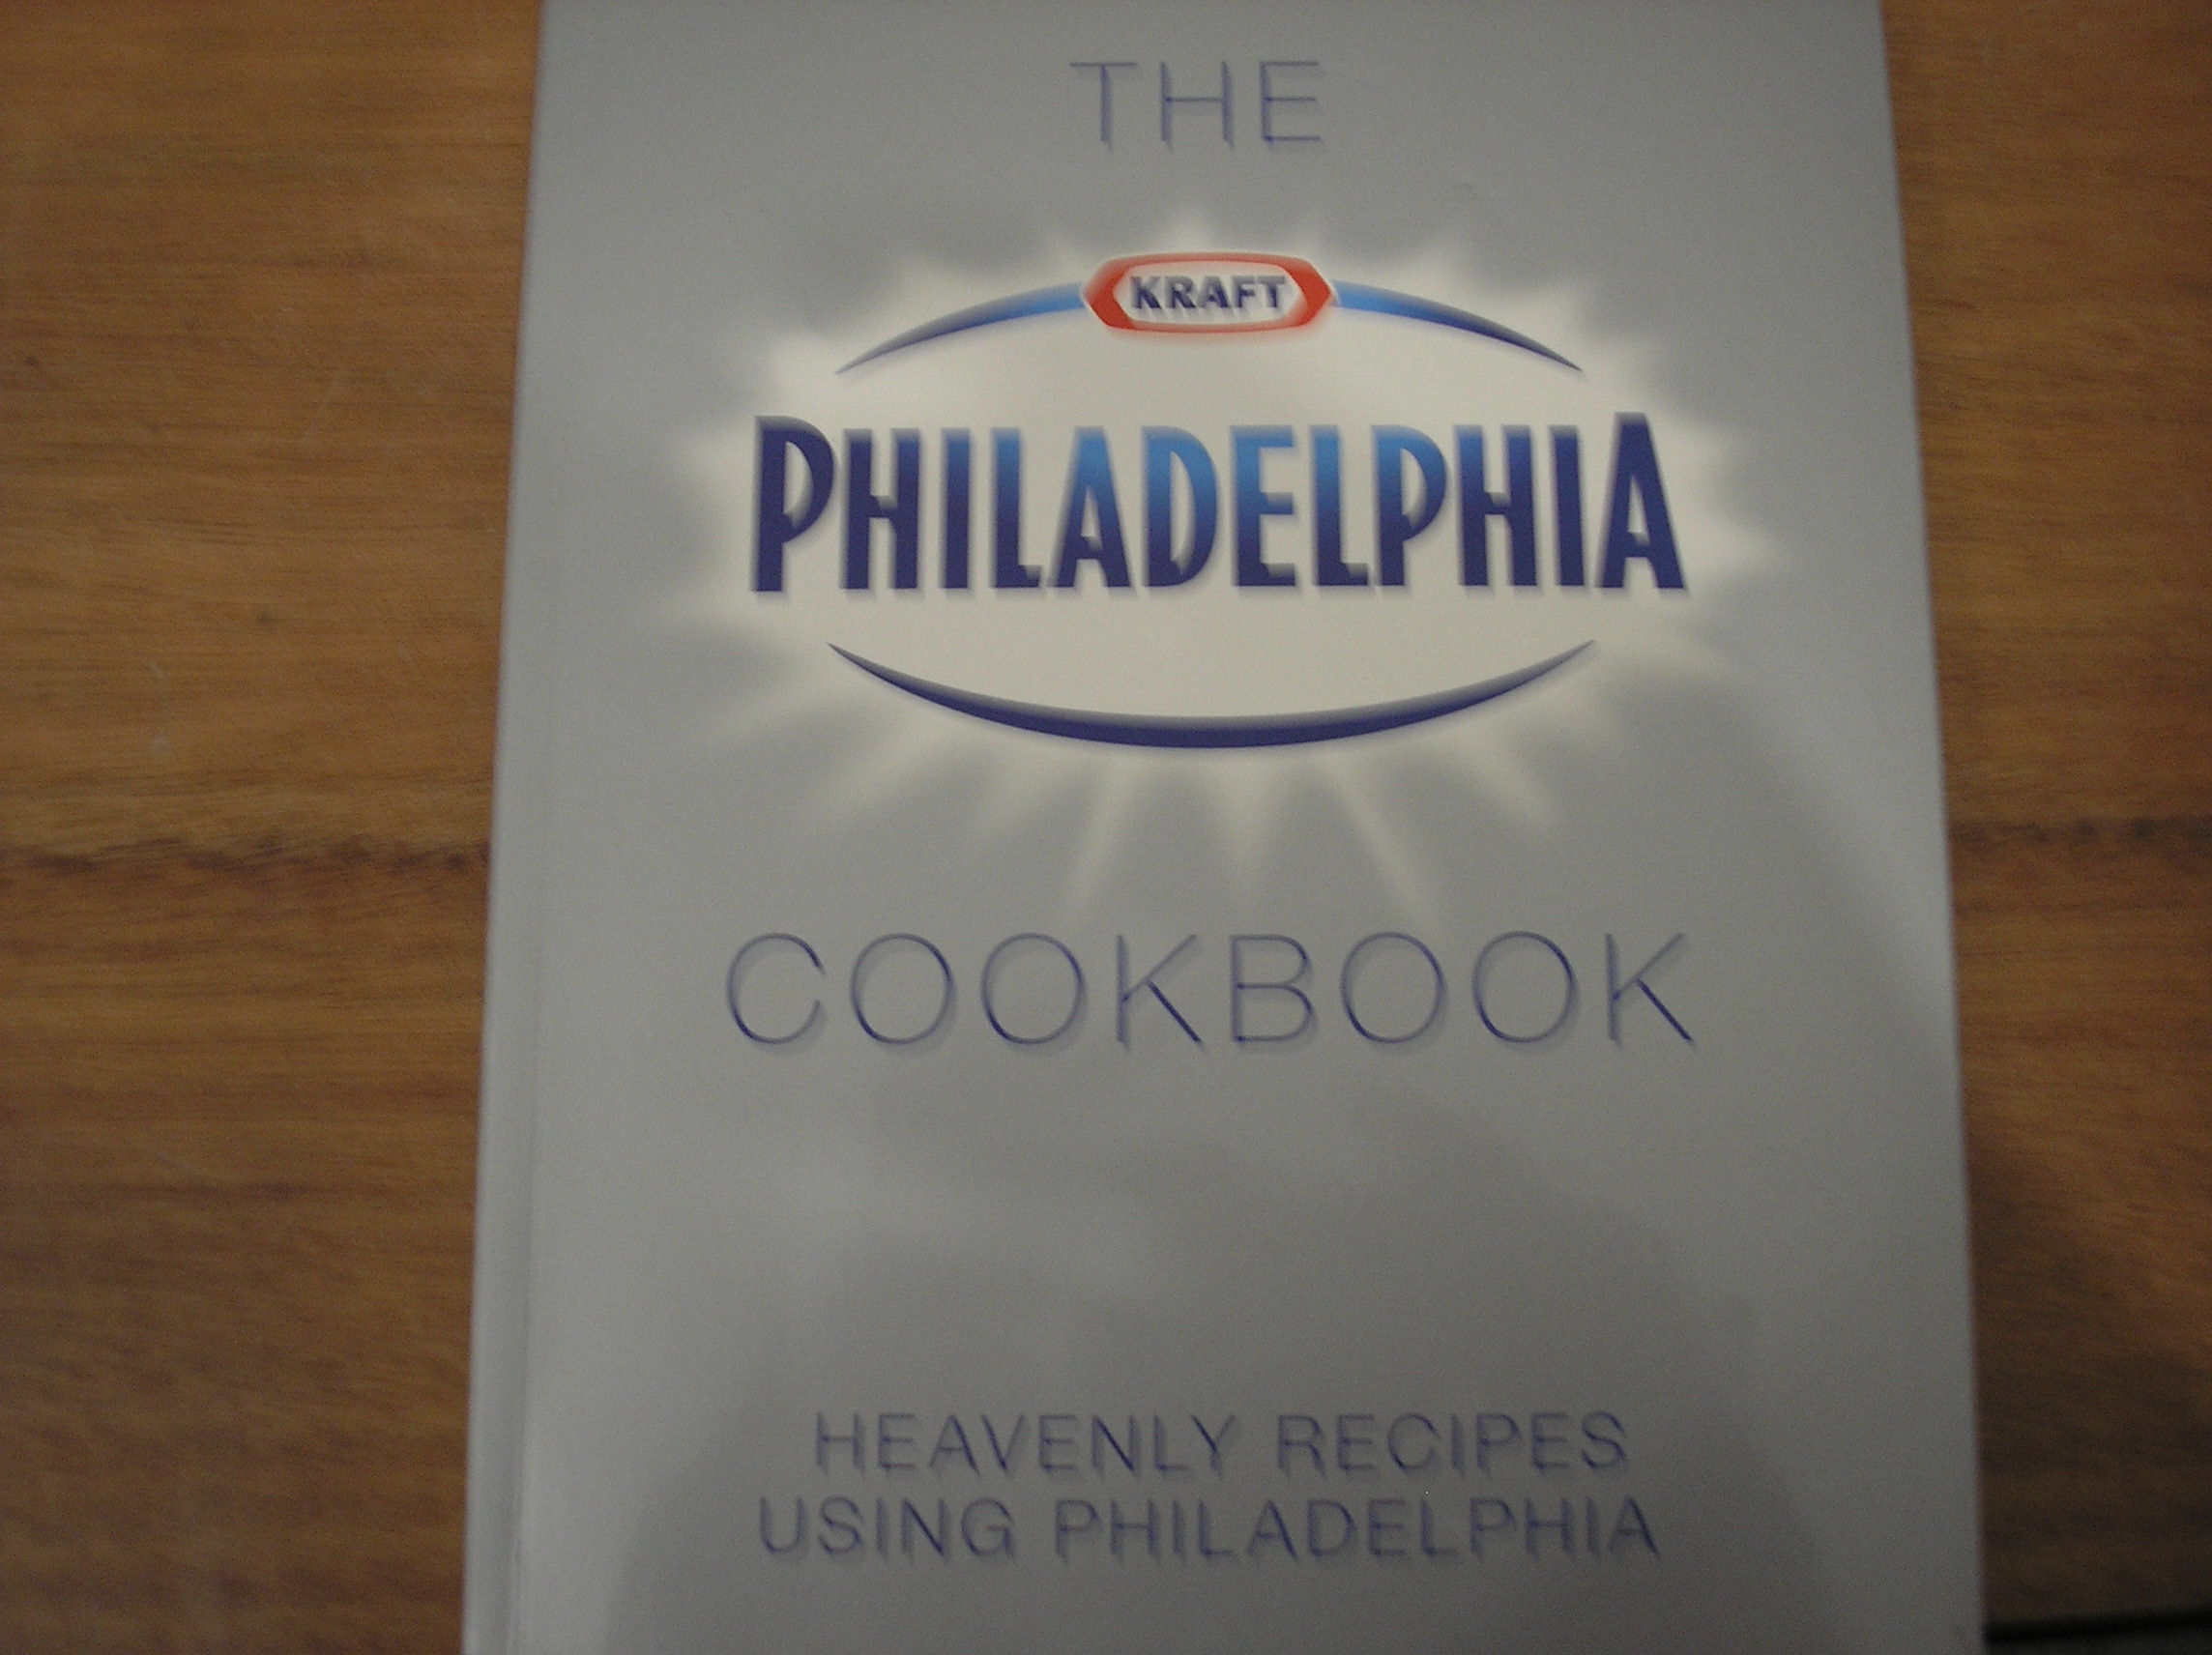 THE
KRAFT
PHILADELPHIA
COOKBOOK
HEAVENLY RECIPES
USING PHILADELPHIA